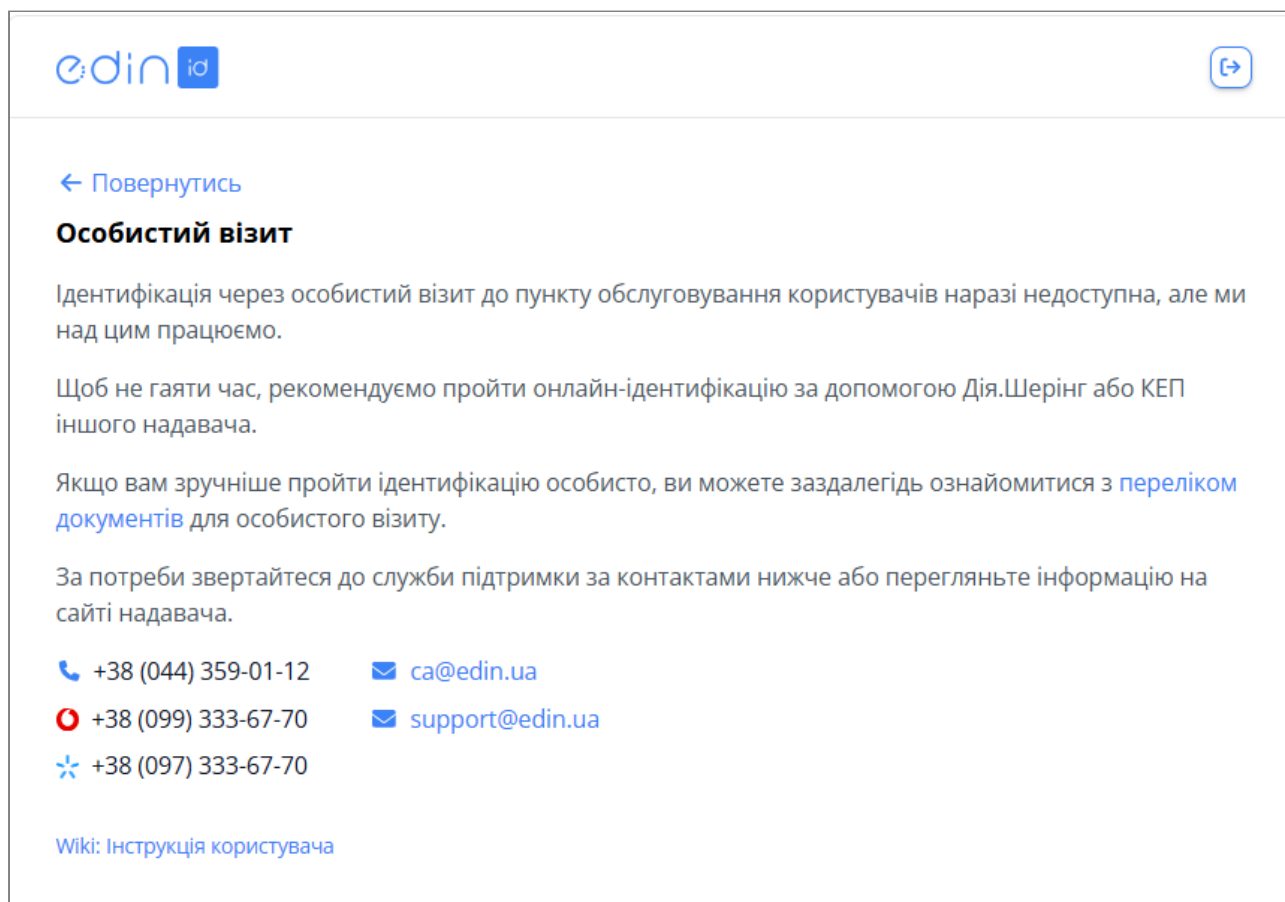 edin id
Повернутись
Особистий візит
Ідентифікація через особистий візит до пункту обслуговування користувачів наразі недоступна, але ми
над цим працюємо.
Щоб не гаяти час, рекомендуємо пройти онлайн-ідентифікацію за допомогою Дія.Шерінг або КЕП
іншого надавача.
Якщо вам зручніше пройти ідентифікацію особисто, ви можете заздалегідь ознайомитися з переліком
документів для особистого візиту.
За потреби звертайтеся до служби підтримки за контактами нижче або перегляньте інформацію на
сайті надавача.
+38 (044) 359-01-12 ca@edin.ua
+38 (099) 333-67-70 support@edin.ua
+38 (097) 333-67-70
Wiki: Інструкція користувача